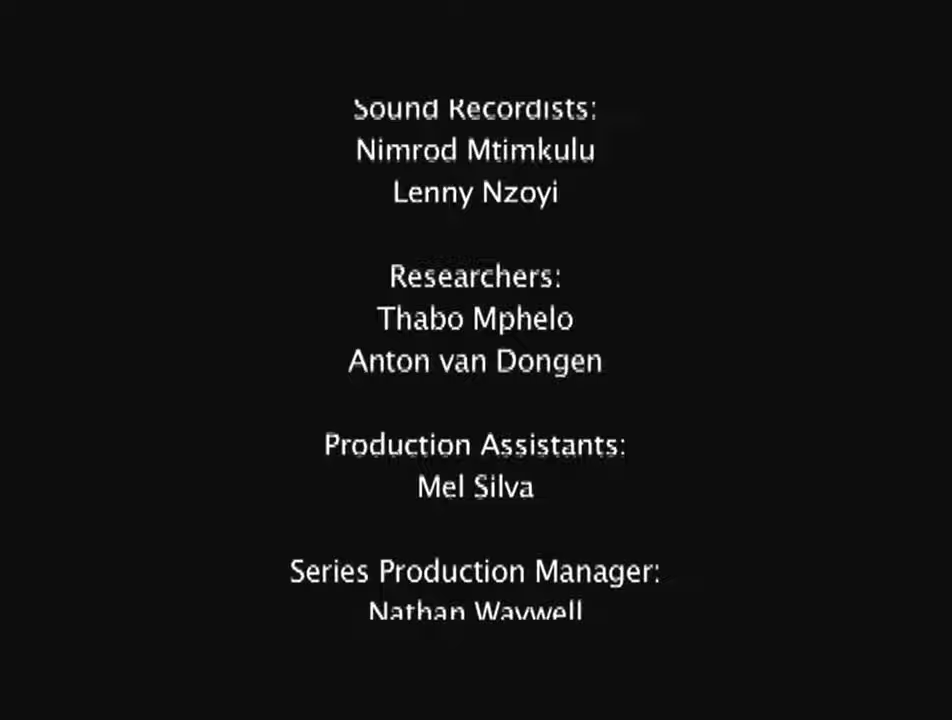 Sound Recordists:
Nimrod Mtimkulu
Lenny Nzoyi
Researchers:
Thabo Mphelo
Anton van Dongen
Production Assistants:
Mel Silva
Series Production Manager:
Nathan Waywell